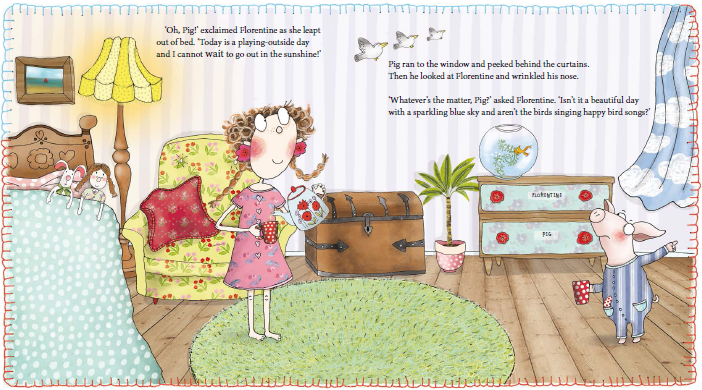 'Oh, Pig!' exclaimed Florentine as she leapt
out of bed. 'Today is a playing-outside day
and I cannot wait to go out in the sunshine!'
Pig ran to the window and peeked behind the curtains.
Then he looked at Florentine and wrinkled his nose.
'Whatever's the matter, Pig?' asked Florentine. 'Isn't it a beautiful day
with a sparkling blue sky and aren't the birds singing happy bird songs?'
FLORENTINE
PIG